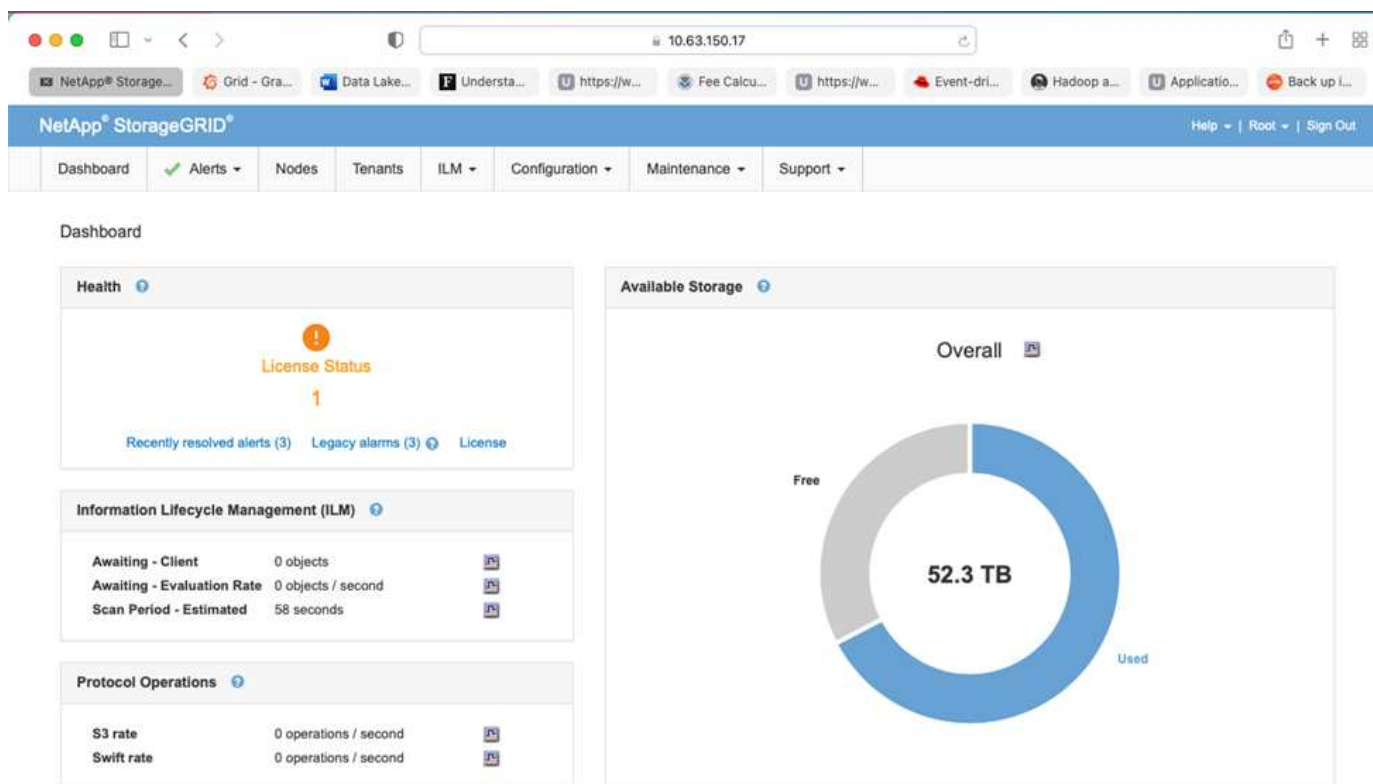 10.63.150.17
NetApp® Storage... Grid - Gra... Data Lake... Understa... https://w... Fee Calcu... https://w... Event-dri... Hadoop a... Applicatio... Back up i...
NetApp® StorageGRID®
Help | Root | Sign Out
Dashboard Alerts Nodes Tenants ILM Configuration Maintenance Support
Dashboard
Health
License Status
1
Recently resolved alerts (3) Legacy alarms (3) License
Information Lifecycle Management (ILM)
Awaiting - Client 0 objects
Awaiting - Evaluation Rate 0 objects / second
Scan Period - Estimated 58 seconds
Protocol Operations
S3 rate 0 operations / second
Swift rate 0 operations / second
Available Storage
Overall
Free
52.3 TB
Used